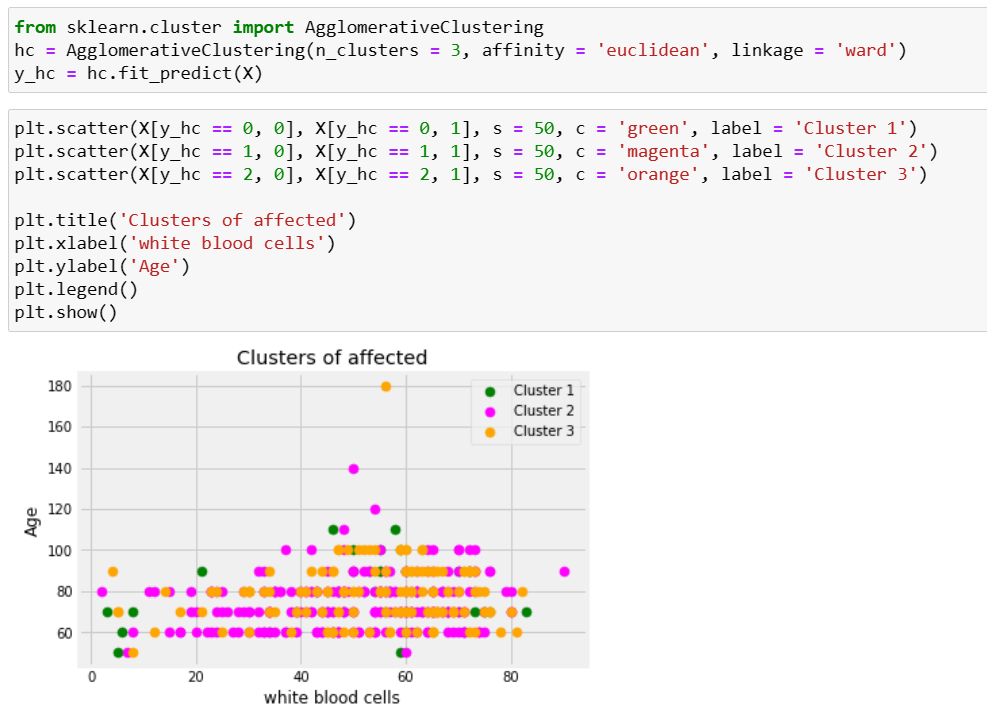 from sklearn.cluster import AgglomerativeClustering
hc = AgglomerativeClustering(n_clusters = 3, affinity = 'euclidean', linkage = 'ward')
y_hc = hc.fit_predict(X)
plt.scatter(X[y_hc == 0, 0], X[y_hc == 0, 1], s = 50, c = 'green', label = 'Cluster 1')
plt.scatter(X[y_hc == 1, 0], X[y_hc == 1, 1], s = 50, c = 'magenta', label = 'Cluster 2')
plt.scatter(X[y_hc == 2, 0], X[y_hc == 2, 1], s = 50, c = 'orange', label = 'Cluster 3')
plt.title('Clusters of affected')
plt.xlabel('white blood cells')
plt.ylabel('Age')
plt.legend()
plt.show()
Clusters of affected
Cluster 1
Cluster 2
Cluster 3
Age
180
160
140
120
100
80
60
0 20 40 60 80
white blood cells